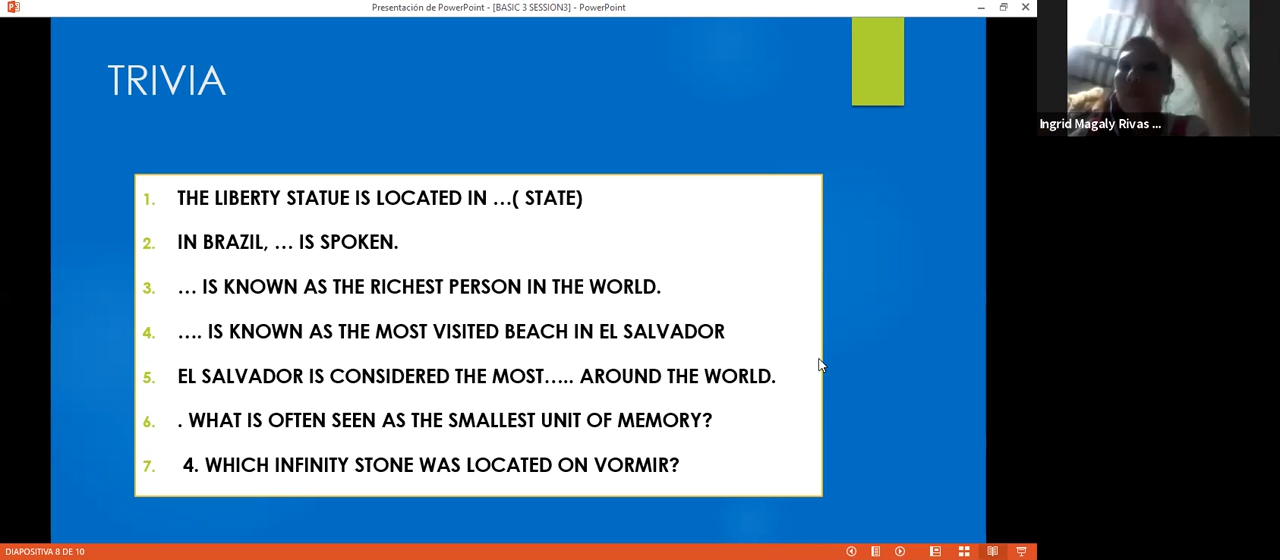 Presentación de PowerPoint - [BASIC 3 SESSION3] - PowerPoint
TRIVIA
1. THE LIBERTY STATUE IS LOCATED IN …( STATE)
2. IN BRAZIL, … IS SPOKEN.
3. … IS KNOWN AS THE RICHEST PERSON IN THE WORLD.
4. …. IS KNOWN AS THE MOST VISITED BEACH IN EL SALVADOR
5. EL SALVADOR IS CONSIDERED THE MOST….. AROUND THE WORLD.
6. . WHAT IS OFTEN SEEN AS THE SMALLEST UNIT OF MEMORY?
7. 4. WHICH INFINITY STONE WAS LOCATED ON VORMIR?
Ingrid Magaly Rivas ...
DIAPOSITIVA 8 DE 10